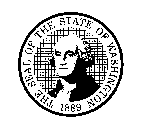 THE SEAL OF THE STATE OF WASHINGTON
1889